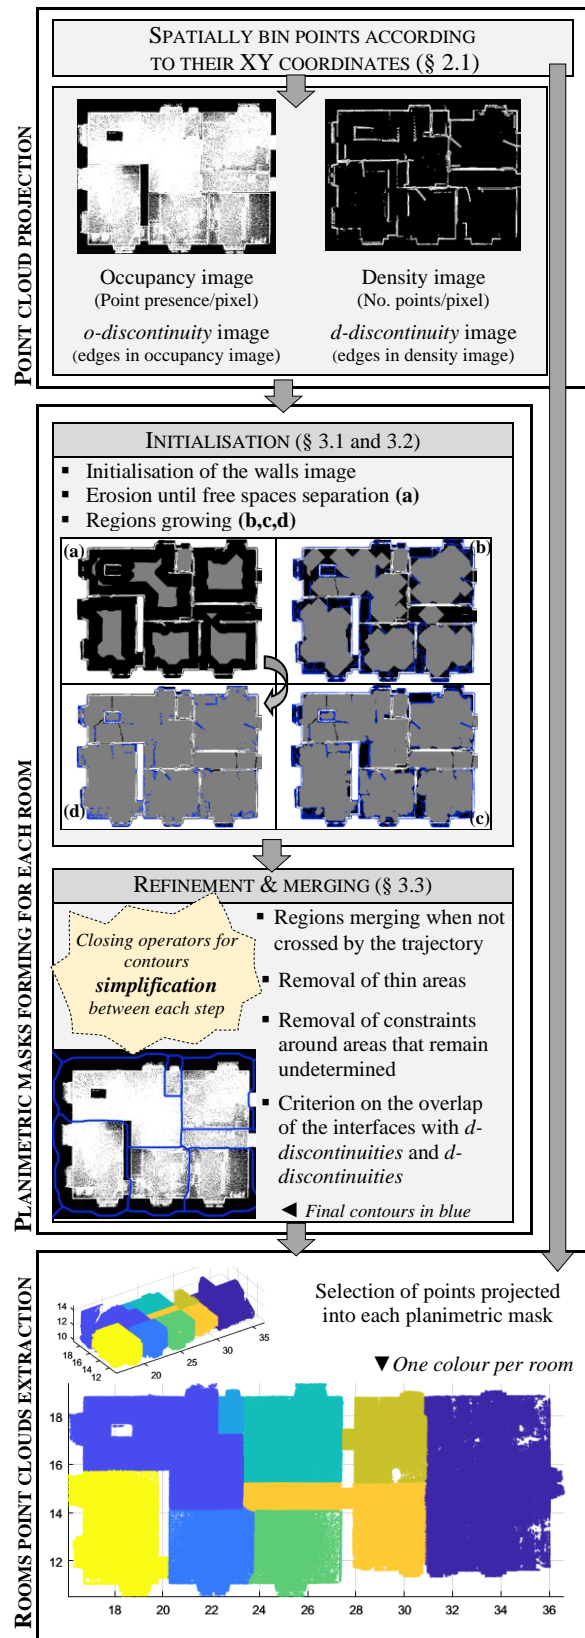 POINT CLOUD PROJECTION
SPATIALLY BIN POINTS ACCORDING
TO THEIR XY COORDINATES (§ 2.1)
Occupancy image
(Point presence/pixel)
o-discontinuity image
(edges in occupancy image)
Density image
(No. points/pixel)
d-discontinuity image
(edges in density image)
PLANIMETRIC MASKS FORMING FOR EACH ROOM
INITIALISATION (§ 3.1 and 3.2)
▪ Initialisation of the walls image
▪ Erosion until free spaces separation (a)
▪ Regions growing (b,c,d)
(a)
(b)
(d)
(c)
REFINEMENT & MERGING (§ 3.3)
Closing operators for
contours
simplification
between each step
▪ Regions merging when not
crossed by the trajectory
▪ Removal of thin areas
▪ Removal of constraints
around areas that remain
undetermined
▪ Criterion on the overlap
of the interfaces with d-
discontinuities and d-
discontinuities
◄ Final contours in blue
ROOMS POINT CLOUDS EXTRACTION
Selection of points projected
into each planimetric mask
▼One colour per room
14
12
10
18
16
14
12
20
25
30
35
18
16
14
12
18 20 22 24 26 28 30 32 34 36